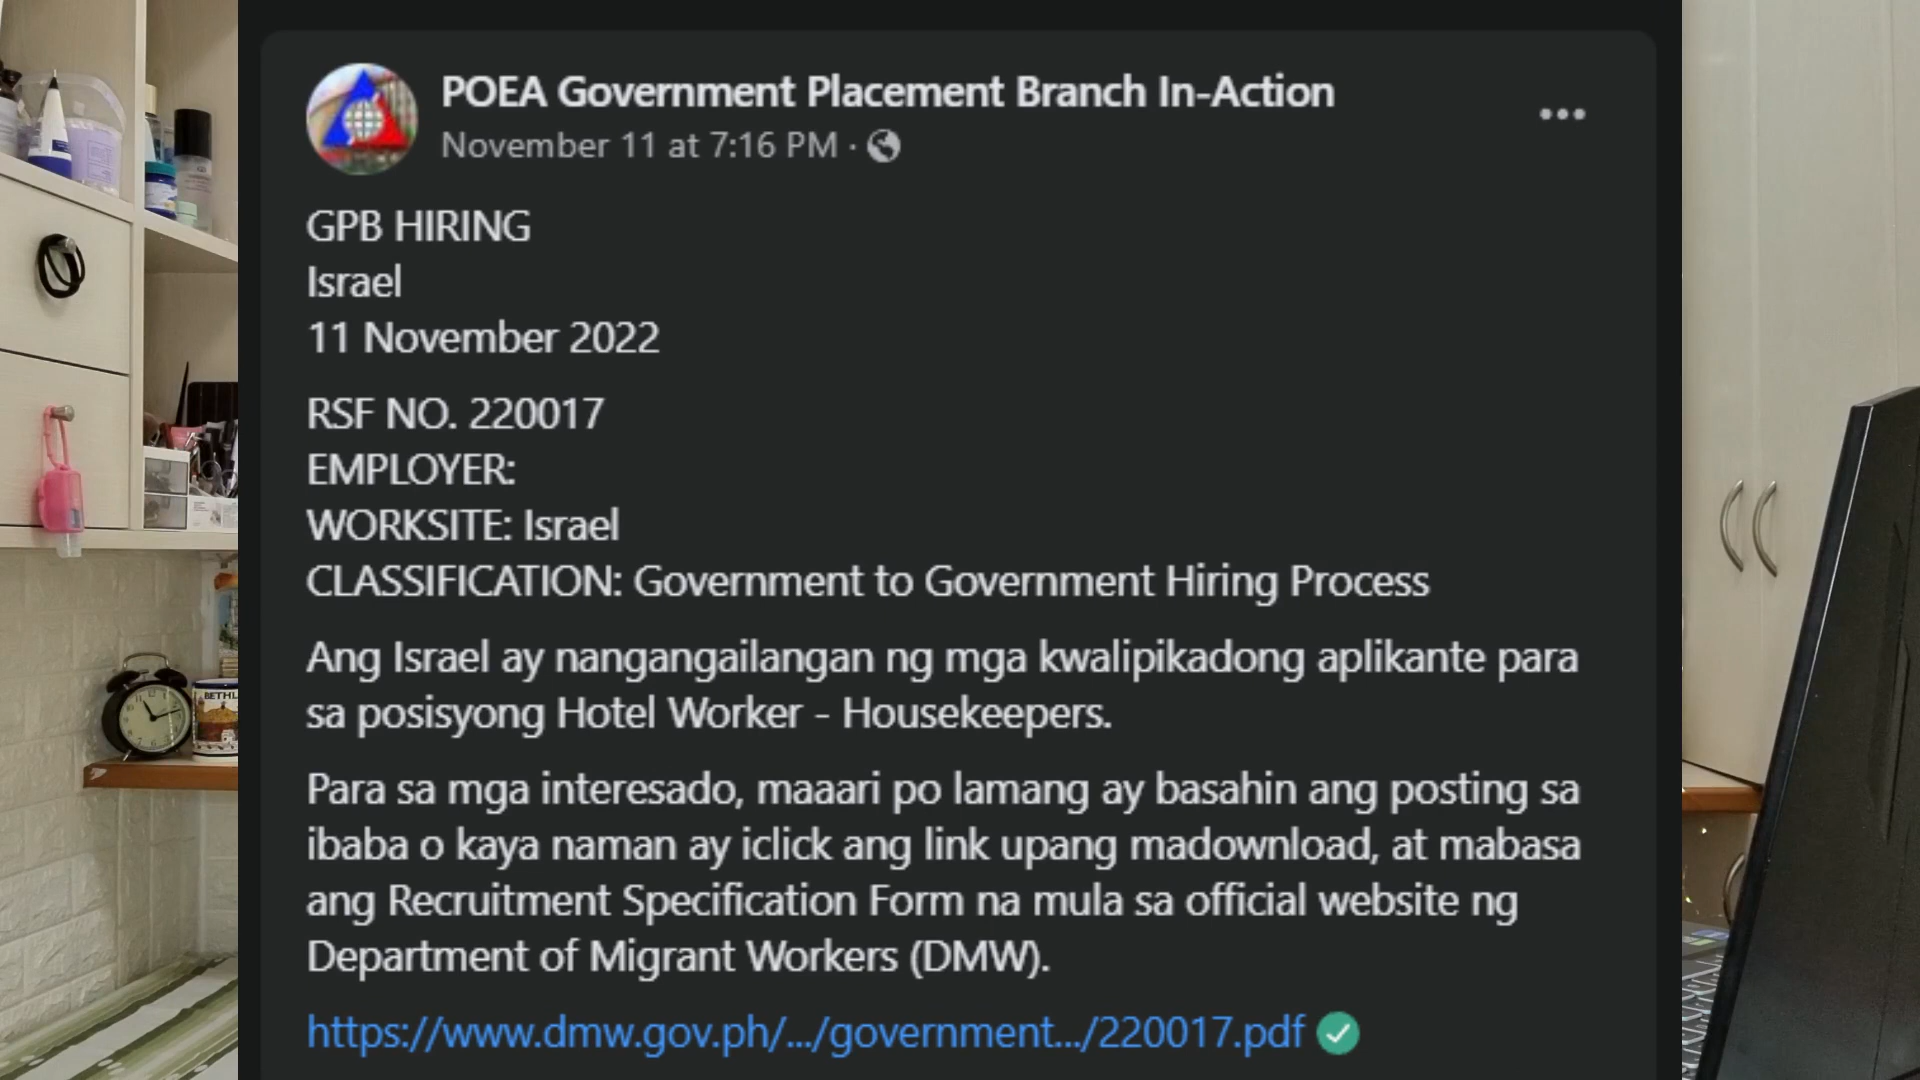 POEA Government Placement Branch In-Action
November 11 at 7:16 PM ·
GPB HIRING
Israel
11 November 2022
RSF NO. 220017
EMPLOYER:
WORKSITE: Israel
CLASSIFICATION: Government to Government Hiring Process
Ang Israel ay nangangailangan ng mga kwalipikadong aplikante para
sa posisyong Hotel Worker - Housekeepers.
Para sa mga interesado, maaari po lamang ay basahin ang posting sa
ibaba o kaya naman ay iclick ang link upang madownload, at mabasa
ang Recruitment Specification Form na mula sa official website ng
Department of Migrant Workers (DMW).
https://www.dmw.gov.ph/.../government.../220017.pdf
BETHL